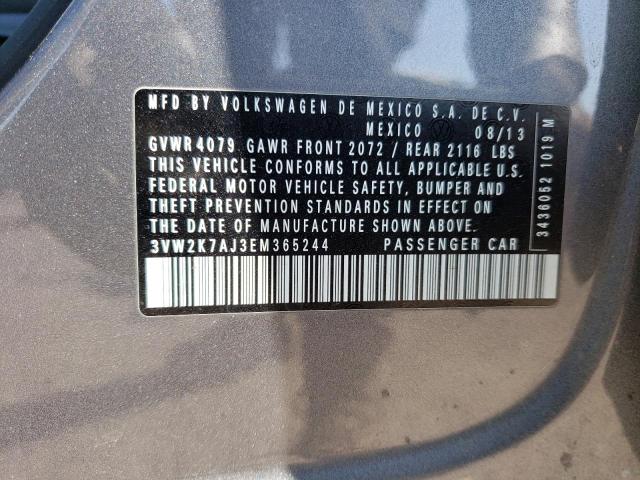 MFD BY VOLKSWAGEN DE MEXICO S.A. DE C.V.
MEXICO 08/13
GVWR 4079 GAWR FRONT 2072 / REAR 2116 LBS
THIS VEHICLE CONFORMS TO ALL APPLICABLE U.S.
FEDERAL MOTOR VEHICLE SAFETY, BUMPER AND
THEFT PREVENTION STANDARDS IN EFFECT ON
THE DATE OF MANUFACTURE SHOWN ABOVE.
3VW2K7AJ3EM365244 PASSENGER CAR
3436052 1019 M